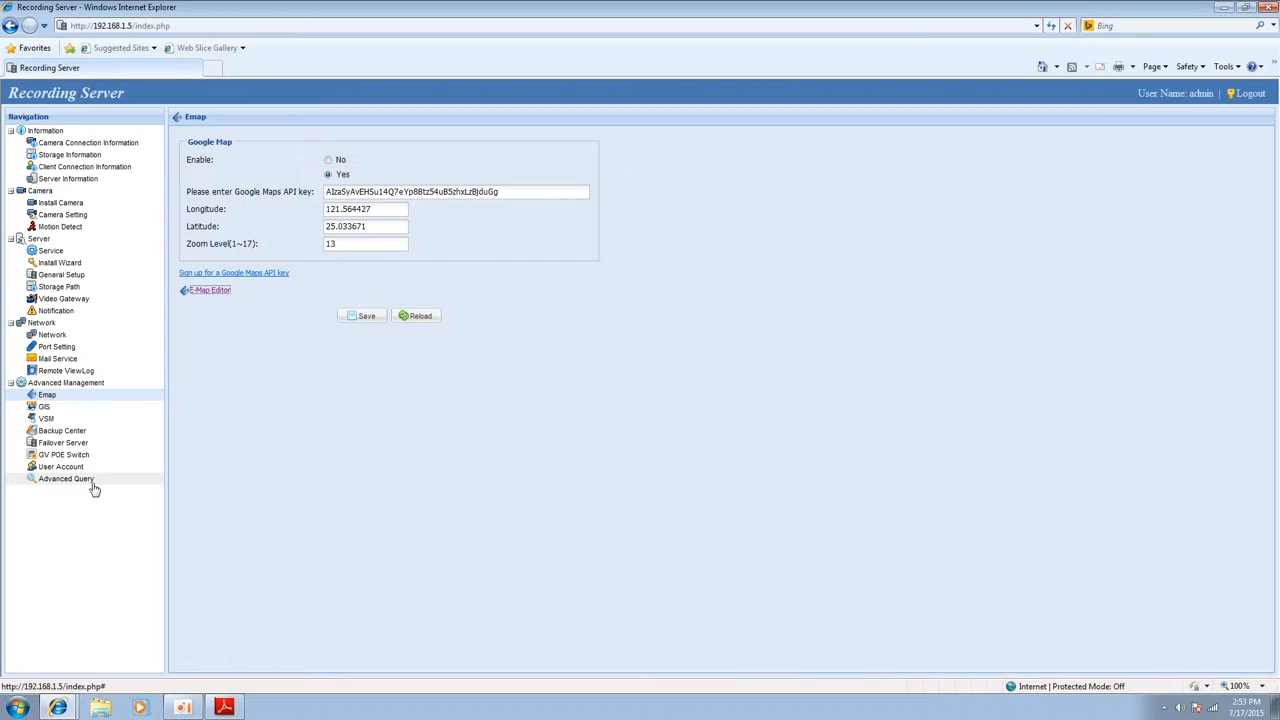 Recording Server - Windows Internet Explorer
http://192.168.1.5/index.php
Bing
Favorites
Suggested Sites
Web Slice Gallery
Recording Server
Page
Safety
Tools
Recording Server
User Name: admin | Logout
Navigation
Information
Camera Connection Information
Storage Information
Client Connection Information
Server Information
Camera
Install Camera
Camera Setting
Motion Detect
Server
Service
Install Wizard
General Setup
Storage Path
Video Gateway
Notification
Network
Network
Port Setting
Mail Service
Remote ViewLog
Advanced Management
Emap
GIS
VSM
Backup Center
Failover Server
GV POE Switch
User Account
Advanced Query
Emap
Google Map
Enable:
No
Yes
Please enter Google Maps API key:
AIzaSyAvEHSu14Q7eYp8Btz54uB5zhxLzBjduGg
Longitude:
121.564427
Latitude:
25.033671
Zoom Level(1~17):
13
Sign up for a Google Maps API key
E-Map Editor
Save
Reload
http://192.168.1.5/index.php#
Internet | Protected Mode: Off
100%
2:53 PM
7/17/2015